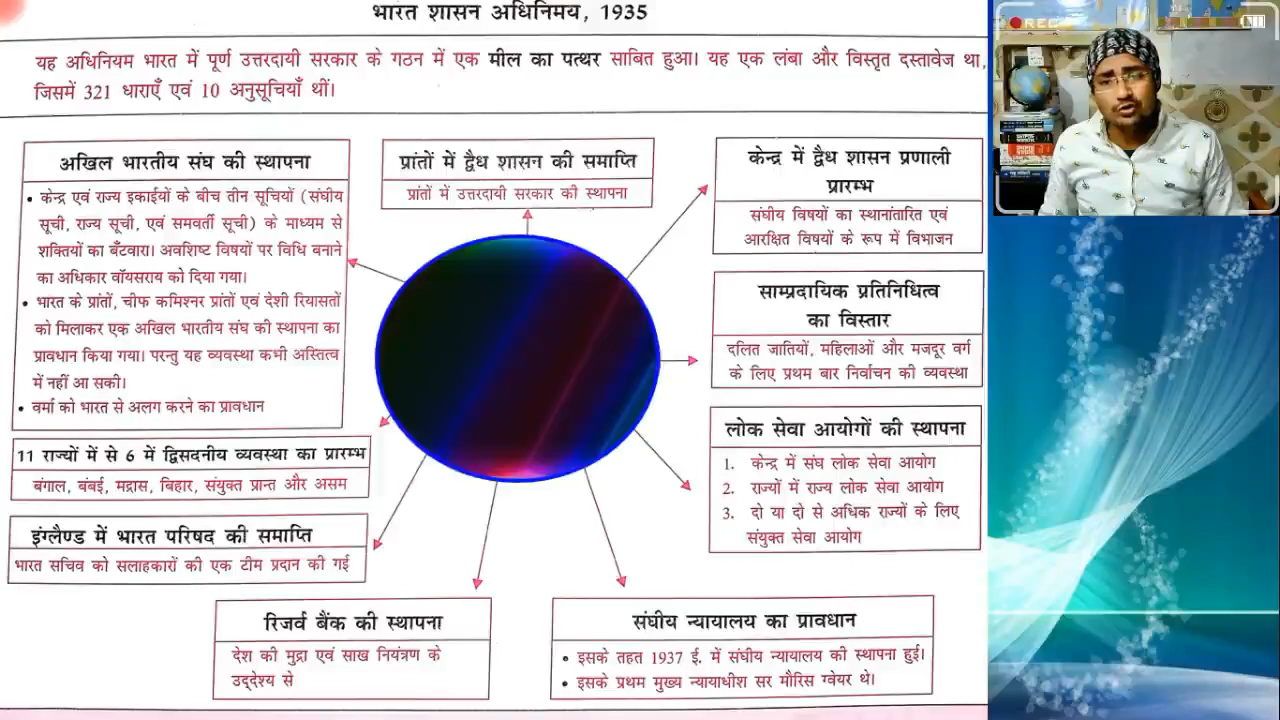 भारत शासन अधिनिमय, 1935
यह अधिनियम भारत में पूर्ण उत्तरदायी सरकार के गठन में एक मील का पत्थर साबित हुआ। यह एक लंबा और विस्तृत दस्तावेज था,
जिसमें 321 धाराएँ एवं 10 अनुसूचियाँ थीं।
अखिल भारतीय संघ की स्थापना
• केन्द्र एवं राज्य इकाईयों के बीच तीन सूचियों (संघीय
सूची, राज्य सूची, एवं समवर्ती सूची) के माध्यम से
शक्तियों का बँटवारा। अवशिष्ट विषयों पर विधि बनाने
का अधिकार वॉयसराय को दिया गया।
• भारत के प्रांतों, चीफ कमिश्नर प्रांतों एवं देशी रियासतों
को मिलाकर एक अखिल भारतीय संघ की स्थापना का
प्रावधान किया गया। परन्तु यह व्यवस्था कभी अस्तित्व
में नहीं आ सकी।
• वर्मा को भारत से अलग करने का प्रावधान
11 राज्यों में से 6 में द्विसदनीय व्यवस्था का प्रारम्भ
बंगाल, बंबई, मद्रास, बिहार, संयुक्त प्रान्त और असम
इंग्लैण्ड में भारत परिषद की समाप्ति
भारत सचिव को सलाहकारों की एक टीम प्रदान की गई
प्रांतों में द्वैध शासन की समाप्ति
प्रांतों में उत्तरदायी सरकार की स्थापना
केन्द्र में द्वैध शासन प्रणाली
प्रारम्भ
संघीय विषयों का स्थानांतारित एवं
आरक्षित विषयों के रूप में विभाजन
साम्प्रदायिक प्रतिनिधित्व
का विस्तार
दलित जातियों, महिलाओं और मजदूर वर्ग
के लिए प्रथम बार निर्वाचन की व्यवस्था
लोक सेवा आयोगों की स्थापना
1. केन्द्र में संघ लोक सेवा आयोग
2. राज्यों में राज्य लोक सेवा आयोग
3. दो या दो से अधिक राज्यों के लिए
संयुक्त सेवा आयोग
रिजर्व बैंक की स्थापना
देश की मुद्रा एवं साख नियंत्रण के
उद्देश्य से
संघीय न्यायालय का प्रावधान
• इसके तहत 1937 ई. में संघीय न्यायालय की स्थापना हुई।
• इसके प्रथम मुख्य न्यायाधीश सर मौरिस ग्वेयर थे।
REC